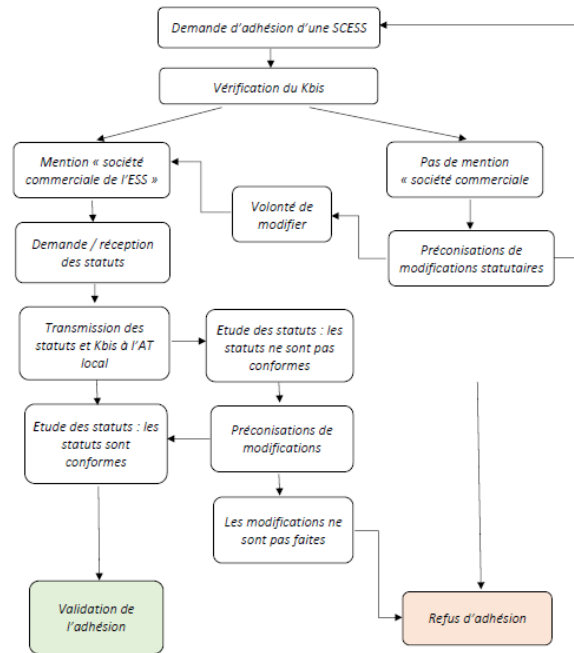 Demande d'adhésion d'une SCESS
Vérification du Kbis
Mention « société
commerciale de l'ESS »
Pas de mention
« société commerciale
Volonté de
modifier
Demande / réception
des statuts
Préconisations de
modifications statutaires
Transmission des
statuts et Kbis à l'AT
local
Etude des statuts : les
statuts ne sont pas
conformes
Etude des statuts : les
statuts sont
conformes
Préconisations de
modifications
Les modifications ne
sont pas faites
Validation de
l'adhésion
Refus d'adhésion